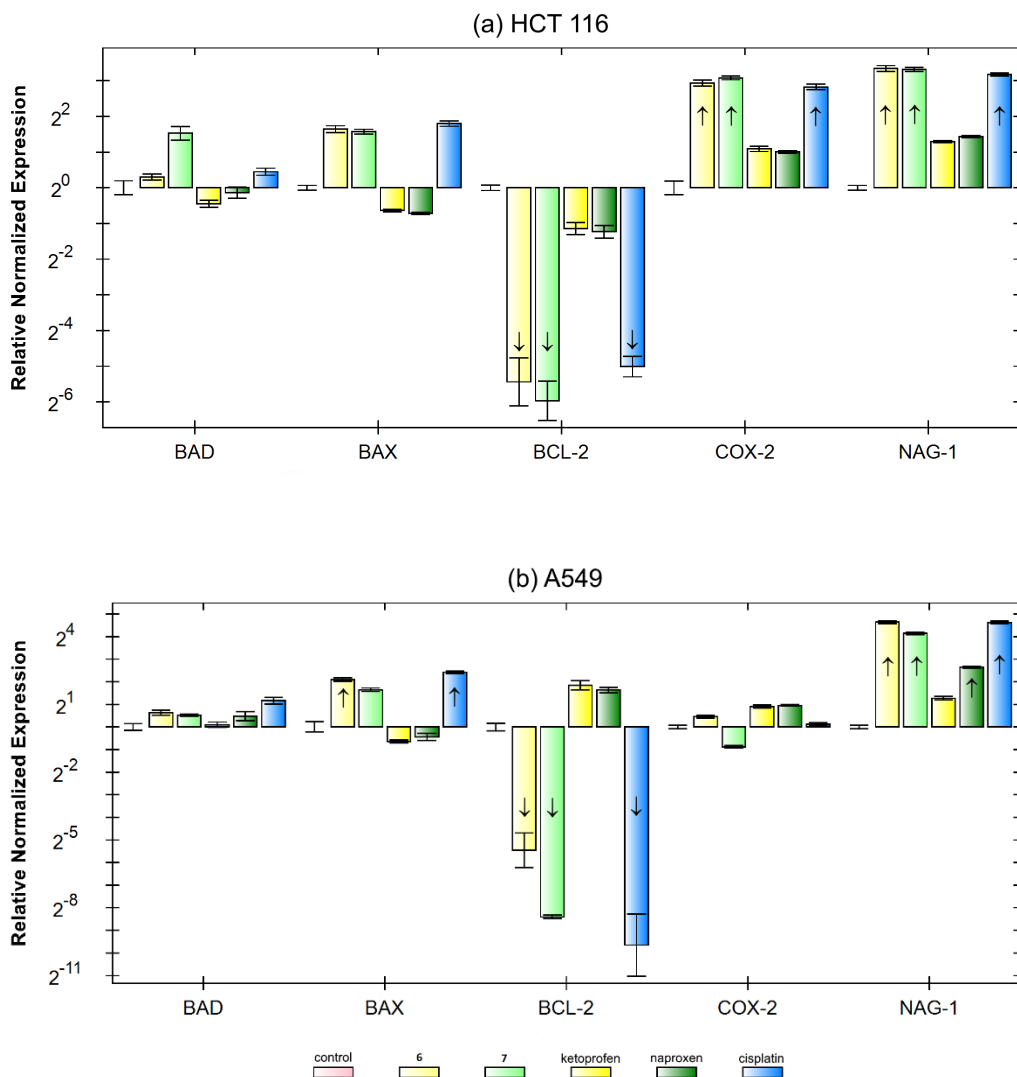 (a) HCT 116
Relative Normalized Expression
2^2
2^0
2^-2
2^-4
2^-6
BAD BAX BCL-2 COX-2 NAG-1
(b) A549
Relative Normalized Expression
2^4
2^1
2^-2
2^-5
2^-8
2^-11
BAD BAX BCL-2 COX-2 NAG-1
control 6 7 ketoprofen naproxen cisplatin